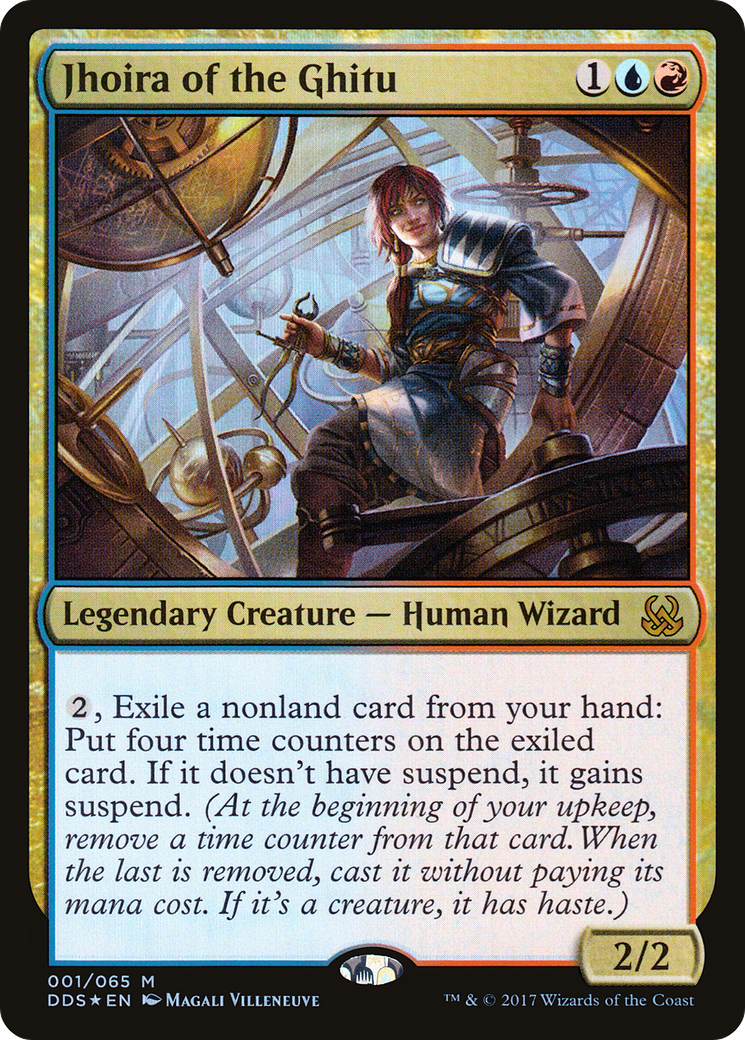 Jhoira of the Ghitu 1
Legendary Creature — Human Wizard
2, Exile a nonland card from your hand:
Put four time counters on the exiled
card. If it doesn't have suspend, it gains
suspend. (At the beginning of your upkeep,
remove a time counter from that card. When
the last is removed, cast it without paying its
mana cost. If it's a creature, it has haste.)
2/2
001/065 M
DDS★EN Magali Villeneuve
™ & © 2017 Wizards of the Coast